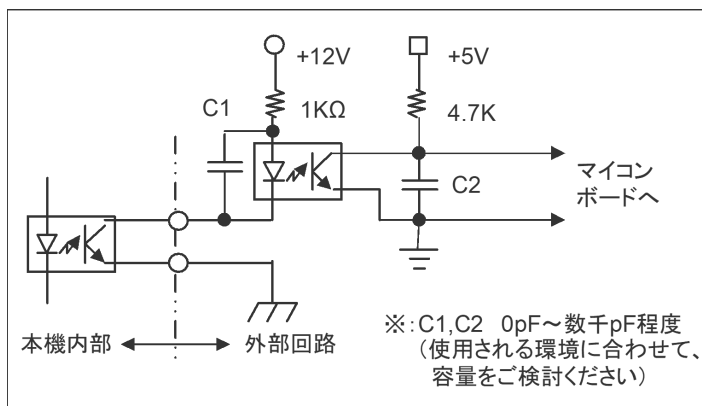 +12V
+5V
C1
1KΩ
4.7K
C2
マイコン
ボードへ
本機内部
外部回路
※:C1,C2 0pF～数千pF程度
(使用される環境に合わせて、
容量をご検討ください)